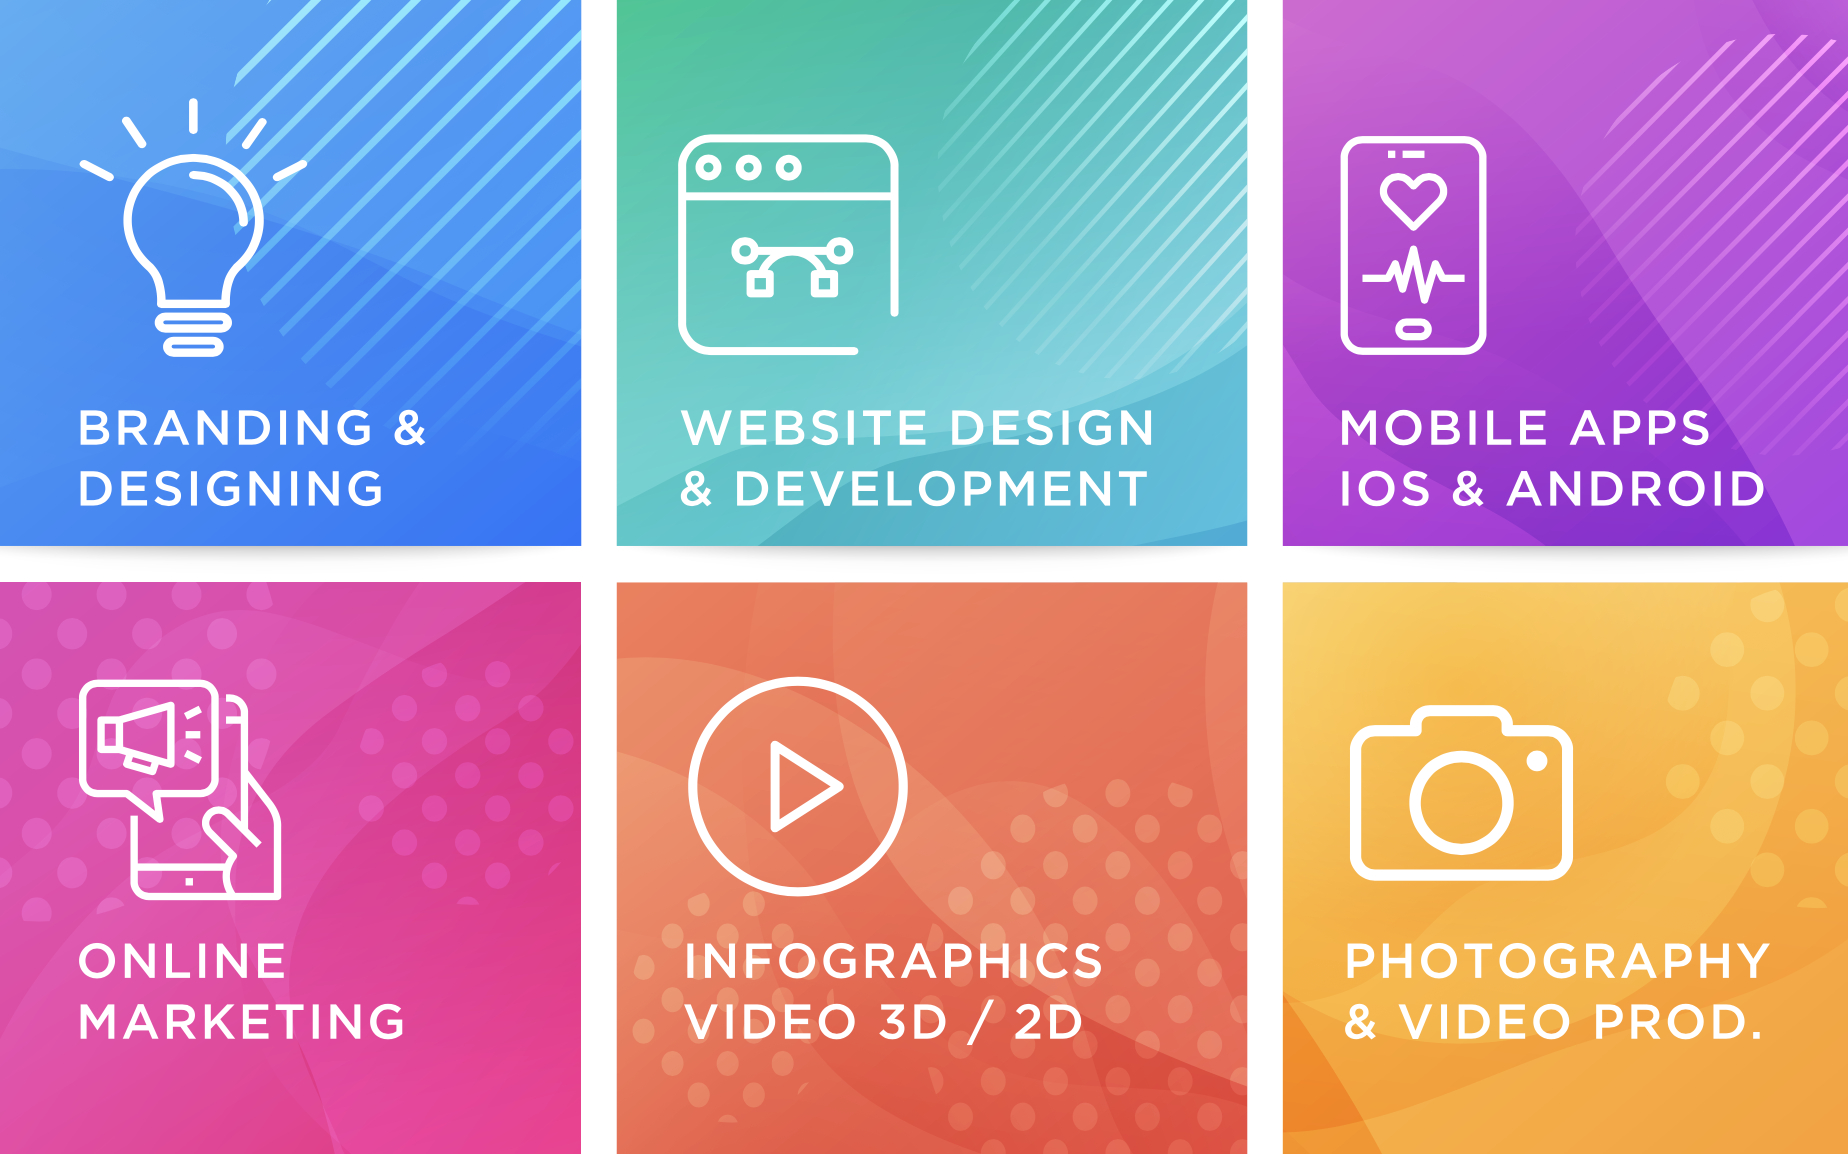 BRANDING &
DESIGNING
WEBSITE DESIGN
& DEVELOPMENT
MOBILE APPS
IOS & ANDROID
ONLINE
MARKETING
INFOGRAPHICS
VIDEO 3D / 2D
PHOTOGRAPHY
& VIDEO PROD.